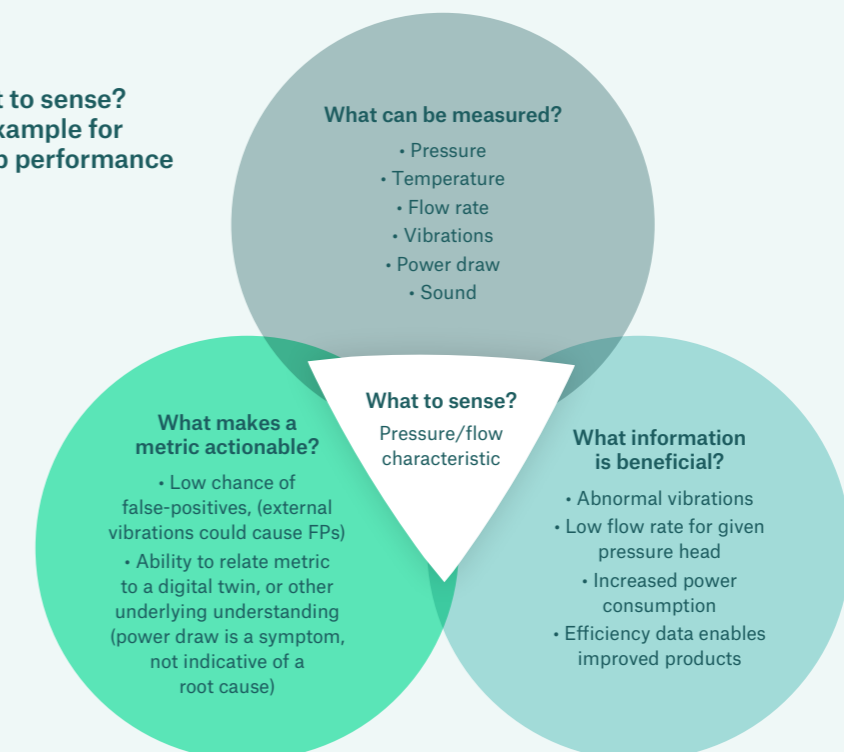 to sense?
for
performance
What can be measured?
• Pressure
• Temperature
• Flow rate
• Vibrations
• Power draw
• Sound
What to sense?
Pressure/flow
characteristic
What makes a
metric actionable?
• Low chance of
false-positives, (external
vibrations could cause FPs)
• Ability to relate metric
to a digital twin, or other
underlying understanding
(power draw is a symptom,
not indicative of a
root cause)
What information
is beneficial?
• Abnormal vibrations
• Low flow rate for given
pressure head
• Increased power
consumption
• Efficiency data enables
improved products